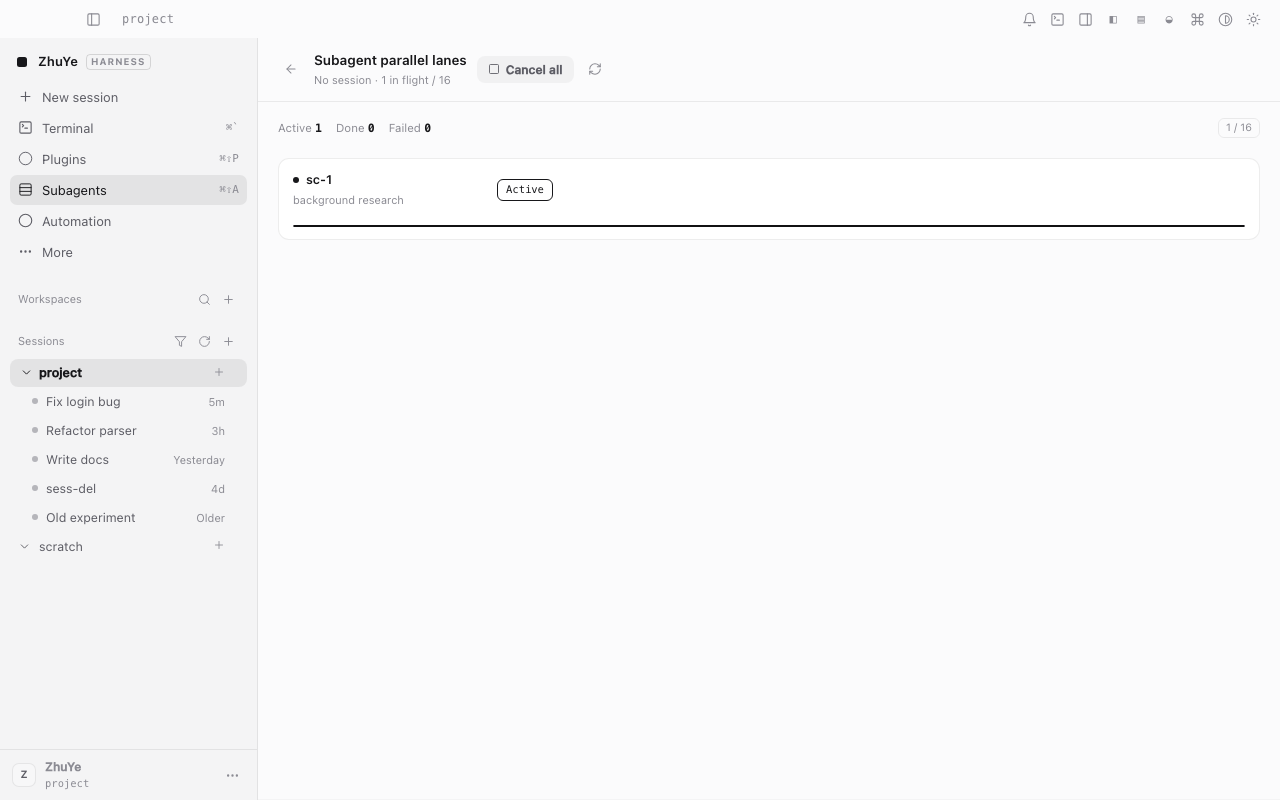 project
ZhuYe HARNESS
New session
Terminal ⌘`
Plugins ⌘⇧P
Subagents ⌘⇧A
Automation
More
Workspaces
Sessions
project
Fix login bug 5m
Refactor parser 3h
Write docs Yesterday
sess-del 4d
Old experiment Older
scratch
Z ZhuYe
project
Subagent parallel lanes
No session · 1 in flight / 16
Cancel all
Active 1 Done 0 Failed 0 1 / 16
sc-1
background research
Active